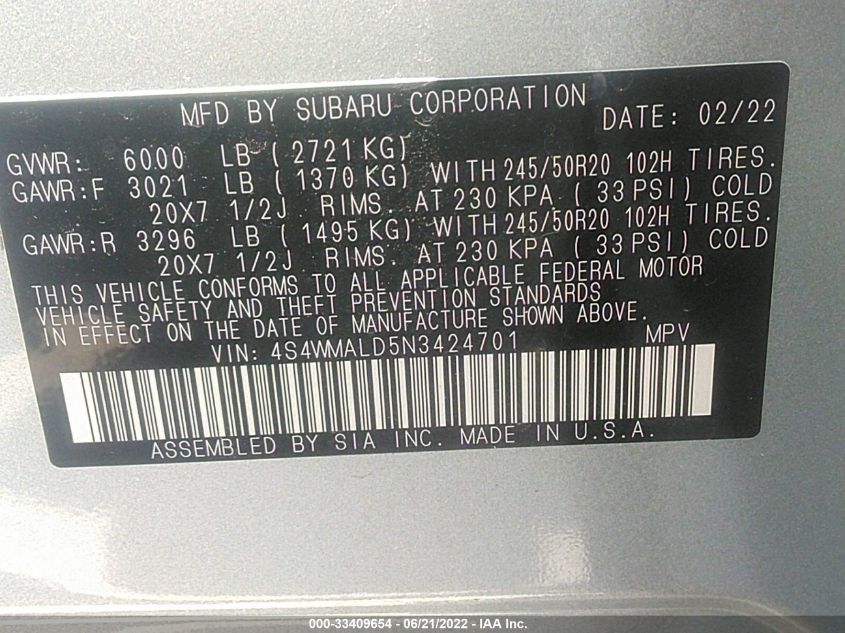 MFD BY SUBARU CORPORATION DATE: 02/22
GVWR: 6000 LB ( 2721 KG)
GAWR:F 3021 LB ( 1370 KG) WITH 245/50R20 102H TIRES.
20X7 1/2J RIMS. AT 230 KPA ( 33 PSI) COLD
GAWR:R 3296 LB ( 1495 KG) WITH 245/50R20 102H TIRES.
20X7 1/2J RIMS. AT 230 KPA ( 33 PSI) COLD
THIS VEHICLE CONFORMS TO ALL APPLICABLE FEDERAL MOTOR
VEHICLE SAFETY AND THEFT PREVENTION STANDARDS
IN EFFECT ON THE DATE OF MANUFACTURE SHOWN ABOVE.
VIN: 4S4WMALD5N3424701 MPV
ASSEMBLED BY SIA INC. MADE IN U.S.A.
000-33409654 - 06/21/2022 - IAA Inc.